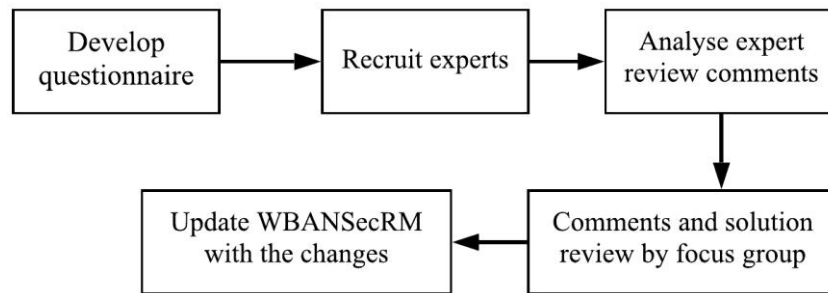 Develop
questionnaire
Recruit experts
Analyse expert
review comments
Comments and solution
review by focus group
Update WBANSecRM
with the changes